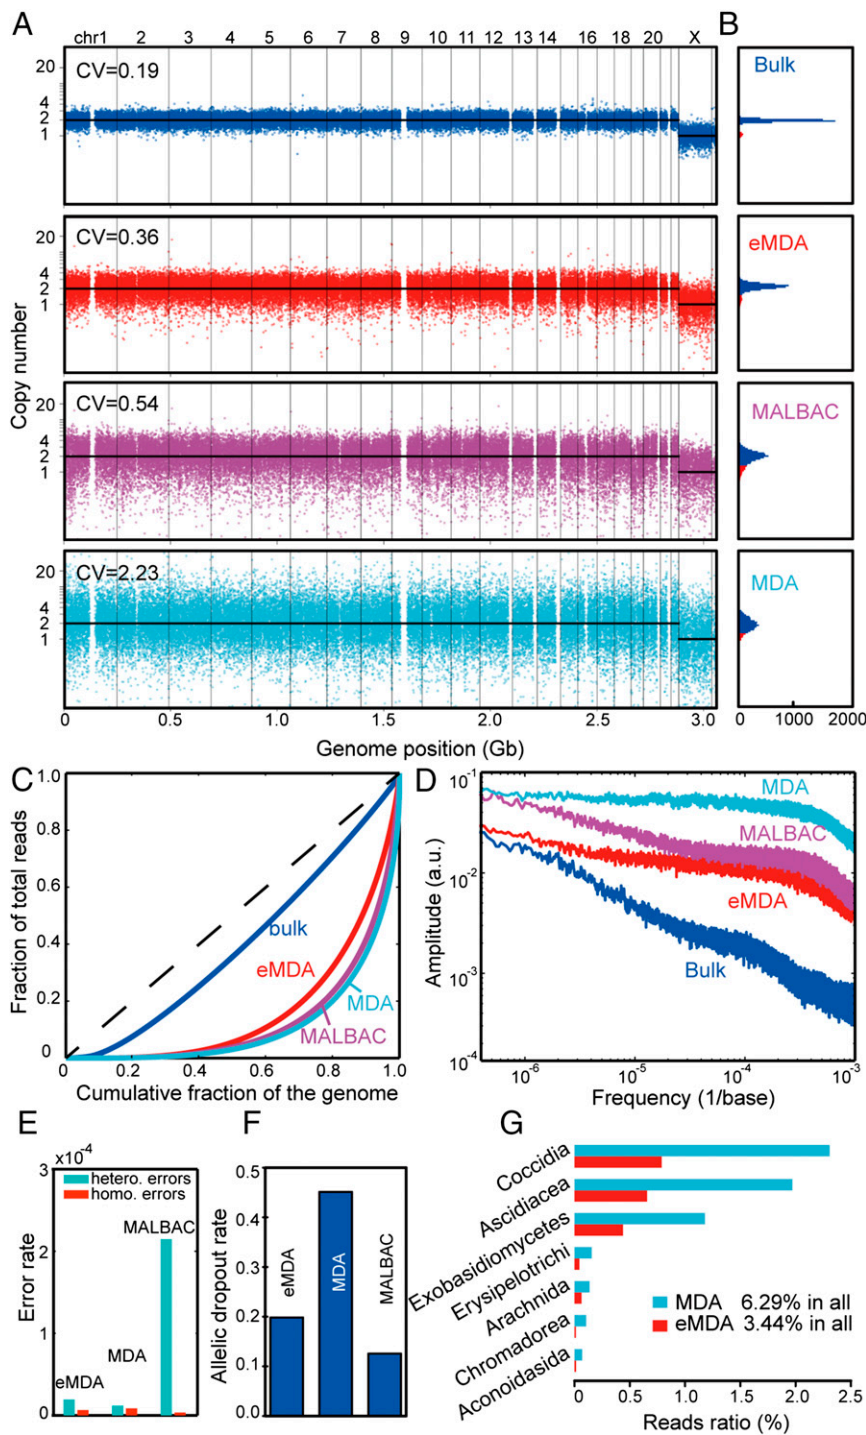 A
B
chr1 2 3 4 5 6 7 8 9 10 11 12 13 14 16 18 20 X
CV=0.19
20
4
2
1
Bulk
CV=0.36
20
4
2
1
eMDA
CV=0.54
20
4
2
1
MALBAC
CV=2.23
20
4
2
1
MDA
Copy number
0 0.5 1.0 1.5 2.0 2.5 3.0
0 1000 2000
Genome position (Gb)
C
1.0
0.8
0.6
0.4
0.2
0
Fraction of total reads
bulk
eMDA
MDA
MALBAC
0 0.2 0.4 0.6 0.8 1.0
Cumulative fraction of the genome
D
10-1
10-2
10-3
10-4
Amplitude (a.u.)
MDA
MALBAC
eMDA
Bulk
10-6 10-5 10-4 10-3
Frequency (1/base)
E
x10-4
3
2
1
0
Error rate
hetero. errors
homo. errors
MALBAC
MDA
eMDA
F
0.5
0.4
0.3
0.2
0.4
0
Allelic dropout rate
eMDA
MDA
MALBAC
G
Coccidia
Ascidiacea
Exobasidiomycetes
Erysipelotrichi
Arachnida
Chromadorea
Aconoidasida
MDA 6.29% in all
eMDA 3.44% in all
0 0.5 1.0 1.5 2.0 2.5
Reads ratio (%)